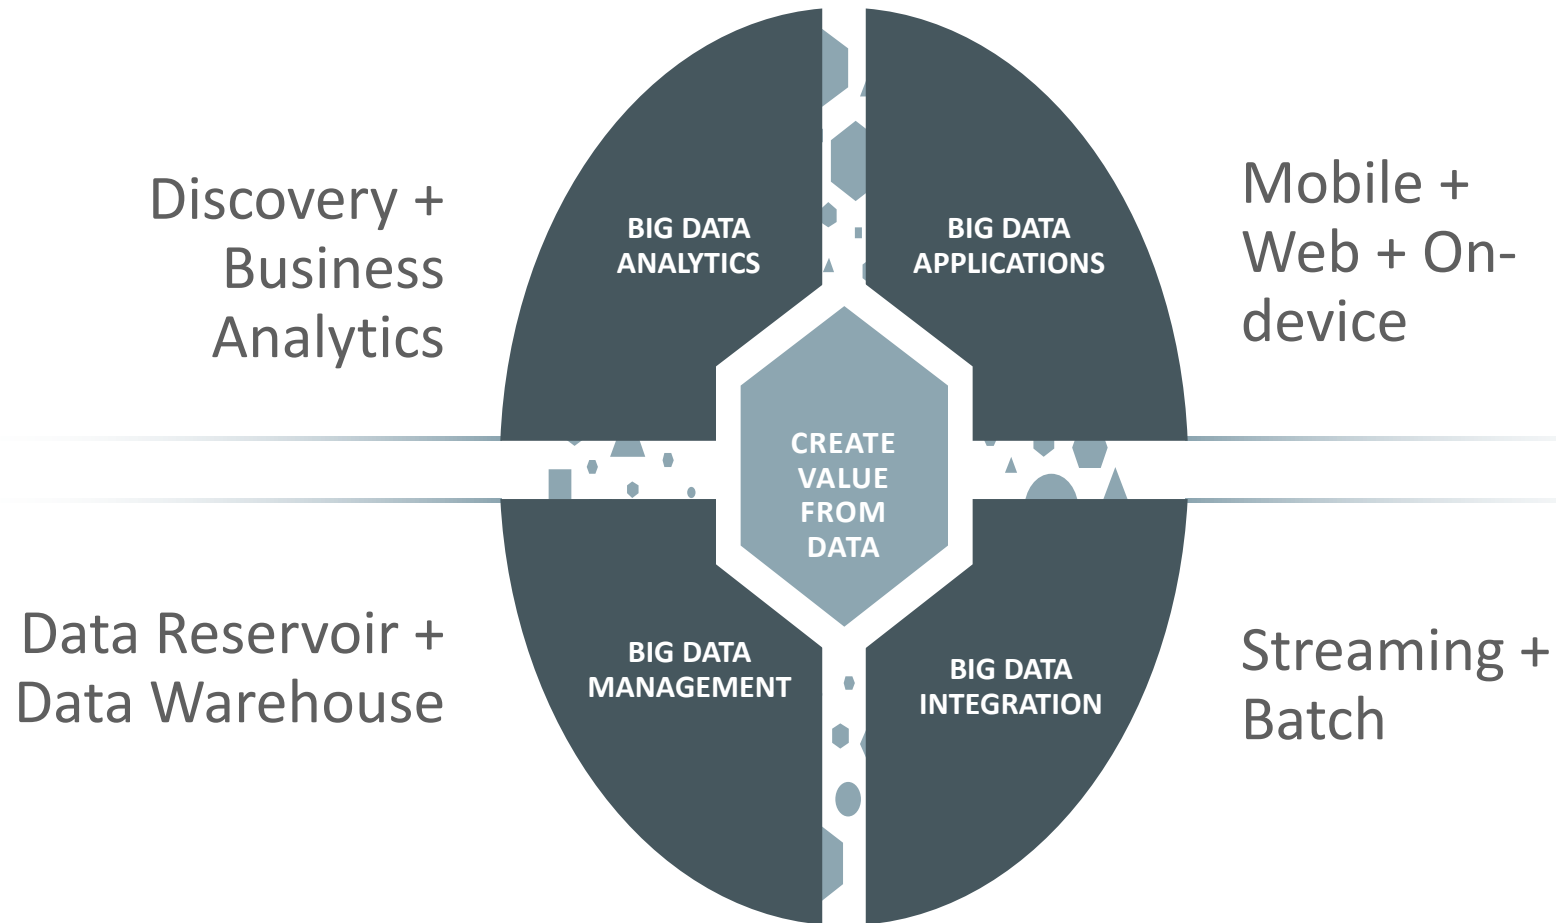 Discovery +
Business
Analytics
BIG DATA
ANALYTICS
BIG DATA
APPLICATIONS
Mobile +
Web + On-
device
CREATE
VALUE
FROM
DATA
Data Reservoir +
Data Warehouse
BIG DATA
MANAGEMENT
BIG DATA
INTEGRATION
Streaming +
Batch